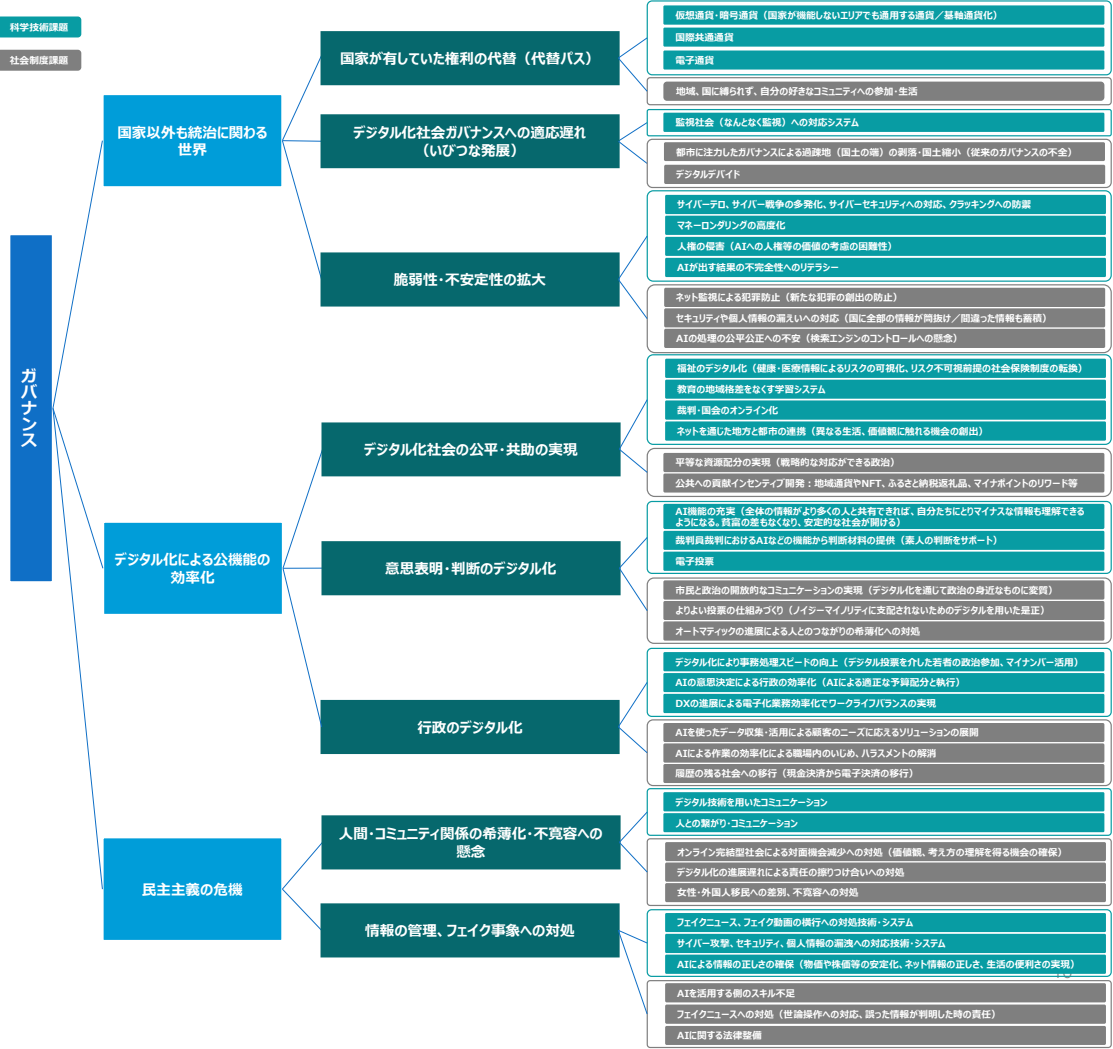 科学技術課題
社会制度課題
ガバナンス
国家以外も統治に関わる
世界
国家が有していた権利の代替（代替パス）
仮想通貨・暗号通貨（国家が機能しないエリアでも通用する通貨／基軸通貨化）
国際共通通貨
電子通貨
地域、国に縛られず、自分の好きなコミュニティへの参加・生活
デジタル化社会ガバナンスへの適応遅れ
（いびつな発展）
監視社会（なんとなく監視）への対応システム
都市に注力したガバナンスによる過疎地（国土の端）の剥落・国土縮小（従来のガバナンスの不全）
デジタルデバイド
脆弱性・不安定性の拡大
サイバーテロ、サイバー戦争の多発化、サイバーセキュリティへの対応、クラッキングへの防禦
マネーロンダリングの高度化
人権の侵害（AIへの人権等の価値の考慮の困難性）
AIが出す結果の不完全性へのリテラシー
ネット監視による犯罪防止（新たな犯罪の創出の防止）
セキュリティや個人情報の漏えいへの対応（国に全部の情報が筒抜け／間違った情報も蓄積）
AIの処理の公平公正への不安（検索エンジンのコントロールへの懸念）
デジタル化による公機能の
効率化
デジタル化社会の公平・共助の実現
福祉のデジタル化（健康・医療情報によるリスクの可視化、リスク不可視前提の社会保険制度の転換）
教育の地域格差をなくす学習システム
裁判・国会のオンライン化
ネットを通じた地方と都市の連携（異なる生活、価値観に触れる機会の創出）
平等な資源配分の実現（戦略的な対応ができる政治）
公共への貢献インセンティブ開発：地域通貨やNFT、ふるさと納税返礼品、マイナポイントのリワード等
意思表明・判断のデジタル化
AI機能の充実（全体の情報がより多くの人と共有できれば、自分たちにとりマイナスな情報も理解できる
ようになる。貧富の差もなくなり、安定的な社会が開ける）
裁判員裁判におけるAIなどの機能から判断材料の提供（素人の判断をサポート）
電子投票
市民と政治の開放的なコミュニケーションの実現（デジタル化を通じて政治の身近なものに変質）
よりよい投票の仕組みづくり（ノイジーマイノリティに支配されないためのデジタルを用いた是正）
オートマティックの進展による人とのつながりの希薄化への対処
行政のデジタル化
デジタル化により事務処理スピードの向上（デジタル投票を介した若者の政治参加、マイナンバー活用）
AIの意思決定による行政の効率化（AIによる適正な予算配分と執行）
DXの進展による電子化業務効率化でワークライフバランスの実現
AIを使ったデータ収集・活用による顧客のニーズに応えるソリューションの展開
AIによる作業の効率化による職場内のいじめ、ハラスメントの解消
履歴の残る社会への移行（現金決済から電子決済の移行）
民主主義の危機
人間・コミュニティ関係の希薄化・不寛容への
懸念
デジタル技術を用いたコミュニケーション
人との繋がり・コミュニケーション
オンライン完結型社会による対面機会減少への対処（価値観、考え方の理解を得る機会の確保）
デジタル化の進展遅れによる責任の擦りつけ合いへの対処
女性・外国人移民への差別、不寛容への対処
情報の管理、フェイク事象への対処
フェイクニュース、フェイク動画の横行への対処技術・システム
サイバー攻撃、セキュリティ、個人情報の漏洩への対応技術・システム
AIによる情報の正しさの確保（物価や株価等の安定化、ネット情報の正しさ、生活の便利さの実現）
AIを活用する側のスキル不足
フェイクニュースへの対処（世論操作への対応、誤った情報が判明した時の責任）
AIに関する法律整備